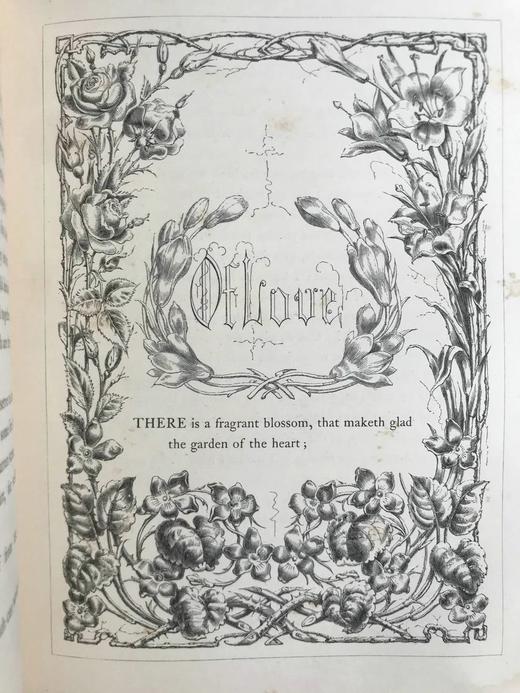 Of Love
THERE is a fragrant blossom, that maketh glad
the garden of the heart ;